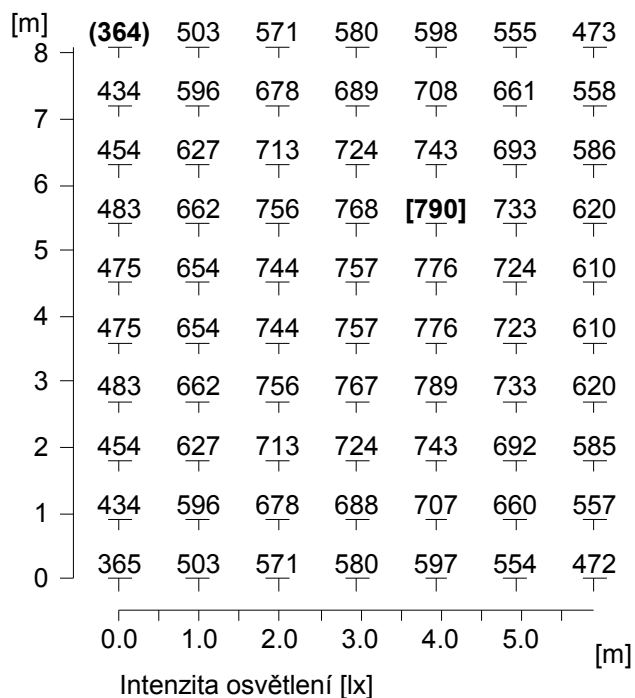 [m]
(364) 503 571 580 598 555 473
8
434 596 678 689 708 661 558
7
454 627 713 724 743 693 586
6
483 662 756 768 [790] 733 620
5
475 654 744 757 776 724 610
4
475 654 744 757 776 723 610
3
483 662 756 767 789 733 620
2
454 627 713 724 743 692 585
1
434 596 678 688 707 660 557
0
365 503 571 580 597 554 472
0.0 1.0 2.0 3.0 4.0 5.0
[m]
Intenzita osvětlení [lx]